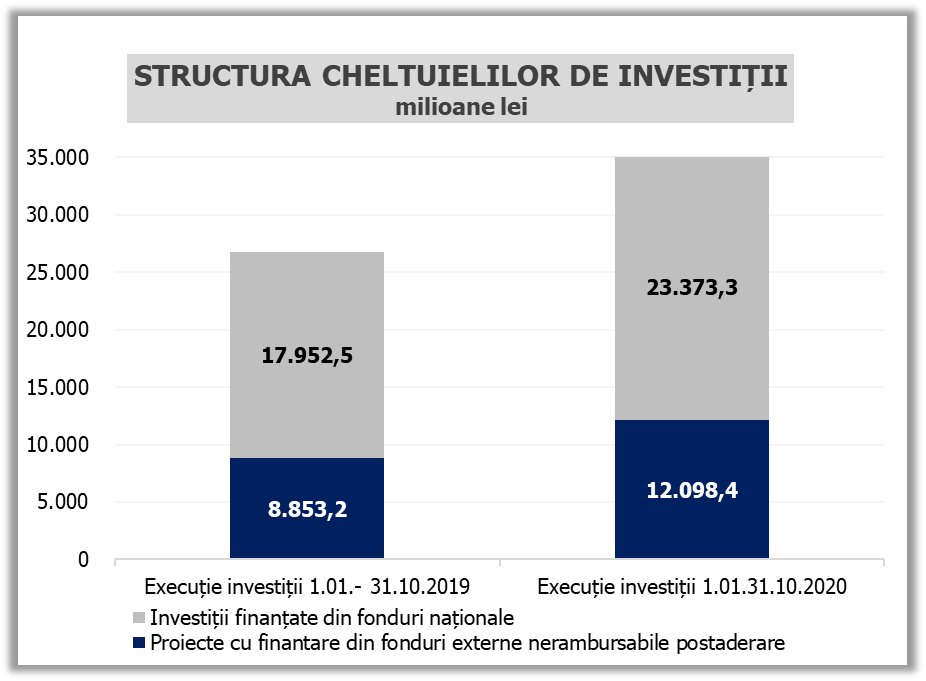 STRUCTURA CHELTUIELILOR DE INVESTIȚII
milioane lei
35.000
30.000
25.000
20.000
15.000
10.000
5.000
0
17.952,5
8.853,2
23.373,3
12.098,4
Execuție investiții 1.01.- 31.10.2019
Execuție investiții 1.01.31.10.2020
Investiții finanțate din fonduri naționale
Proiecte cu finantare din fonduri externe nerambursabile postaderare